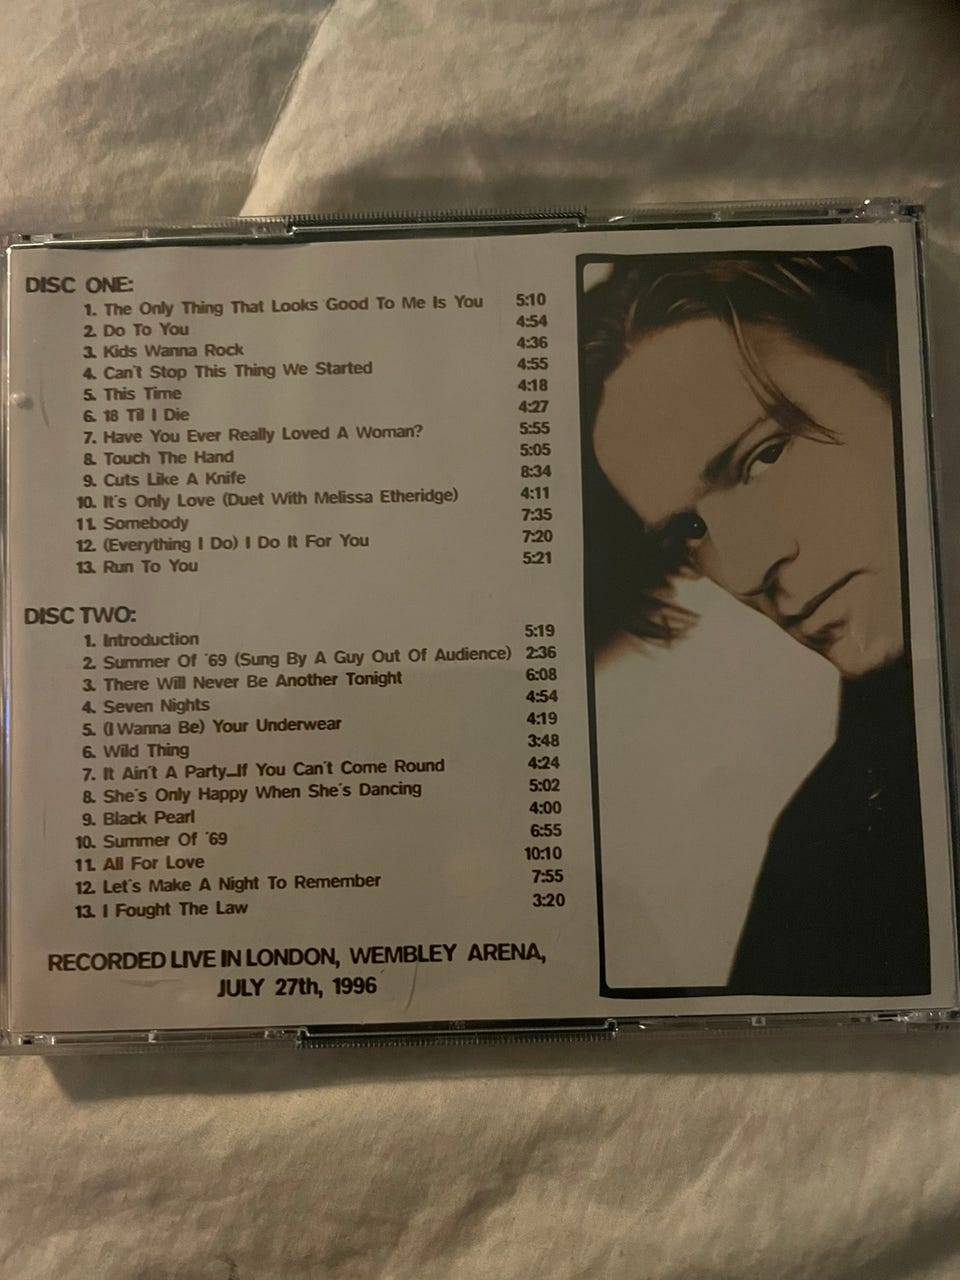 DISC ONE:
1. The Only Thing That Looks Good To Me Is You 5:10
2. Do To You 4:54
3. Kids Wanna Rock 4:36
4. Can't Stop This Thing We Started 4:55
5. This Time 4:18
6. 18 Til I Die 4:27
7. Have You Ever Really Loved A Woman? 5:55
8. Touch The Hand 5:05
9. Cuts Like A Knife 8:34
10. It's Only Love (Duet With Melissa Etheridge) 4:11
11. Somebody 7:35
12. (Everything I Do) I Do It For You 7:20
13. Run To You 5:21
DISC TWO:
1. Introduction 5:19
2. Summer Of '69 (Sung By A Guy Out Of Audience) 2:36
3. There Will Never Be Another Tonight 6:08
4. Seven Nights 4:54
5. (I Wanna Be) Your Underwear 4:19
6. Wild Thing 3:48
7. It Ain't A Party...If You Can't Come Round 4:24
8. She's Only Happy When She's Dancing 5:02
9. Black Pearl 4:00
10. Summer Of '69 6:55
11. All For Love 10:10
12. Let's Make A Night To Remember 7:55
13. I Fought The Law 3:20
RECORDED LIVE IN LONDON, WEMBLEY ARENA,
JULY 27th, 1996